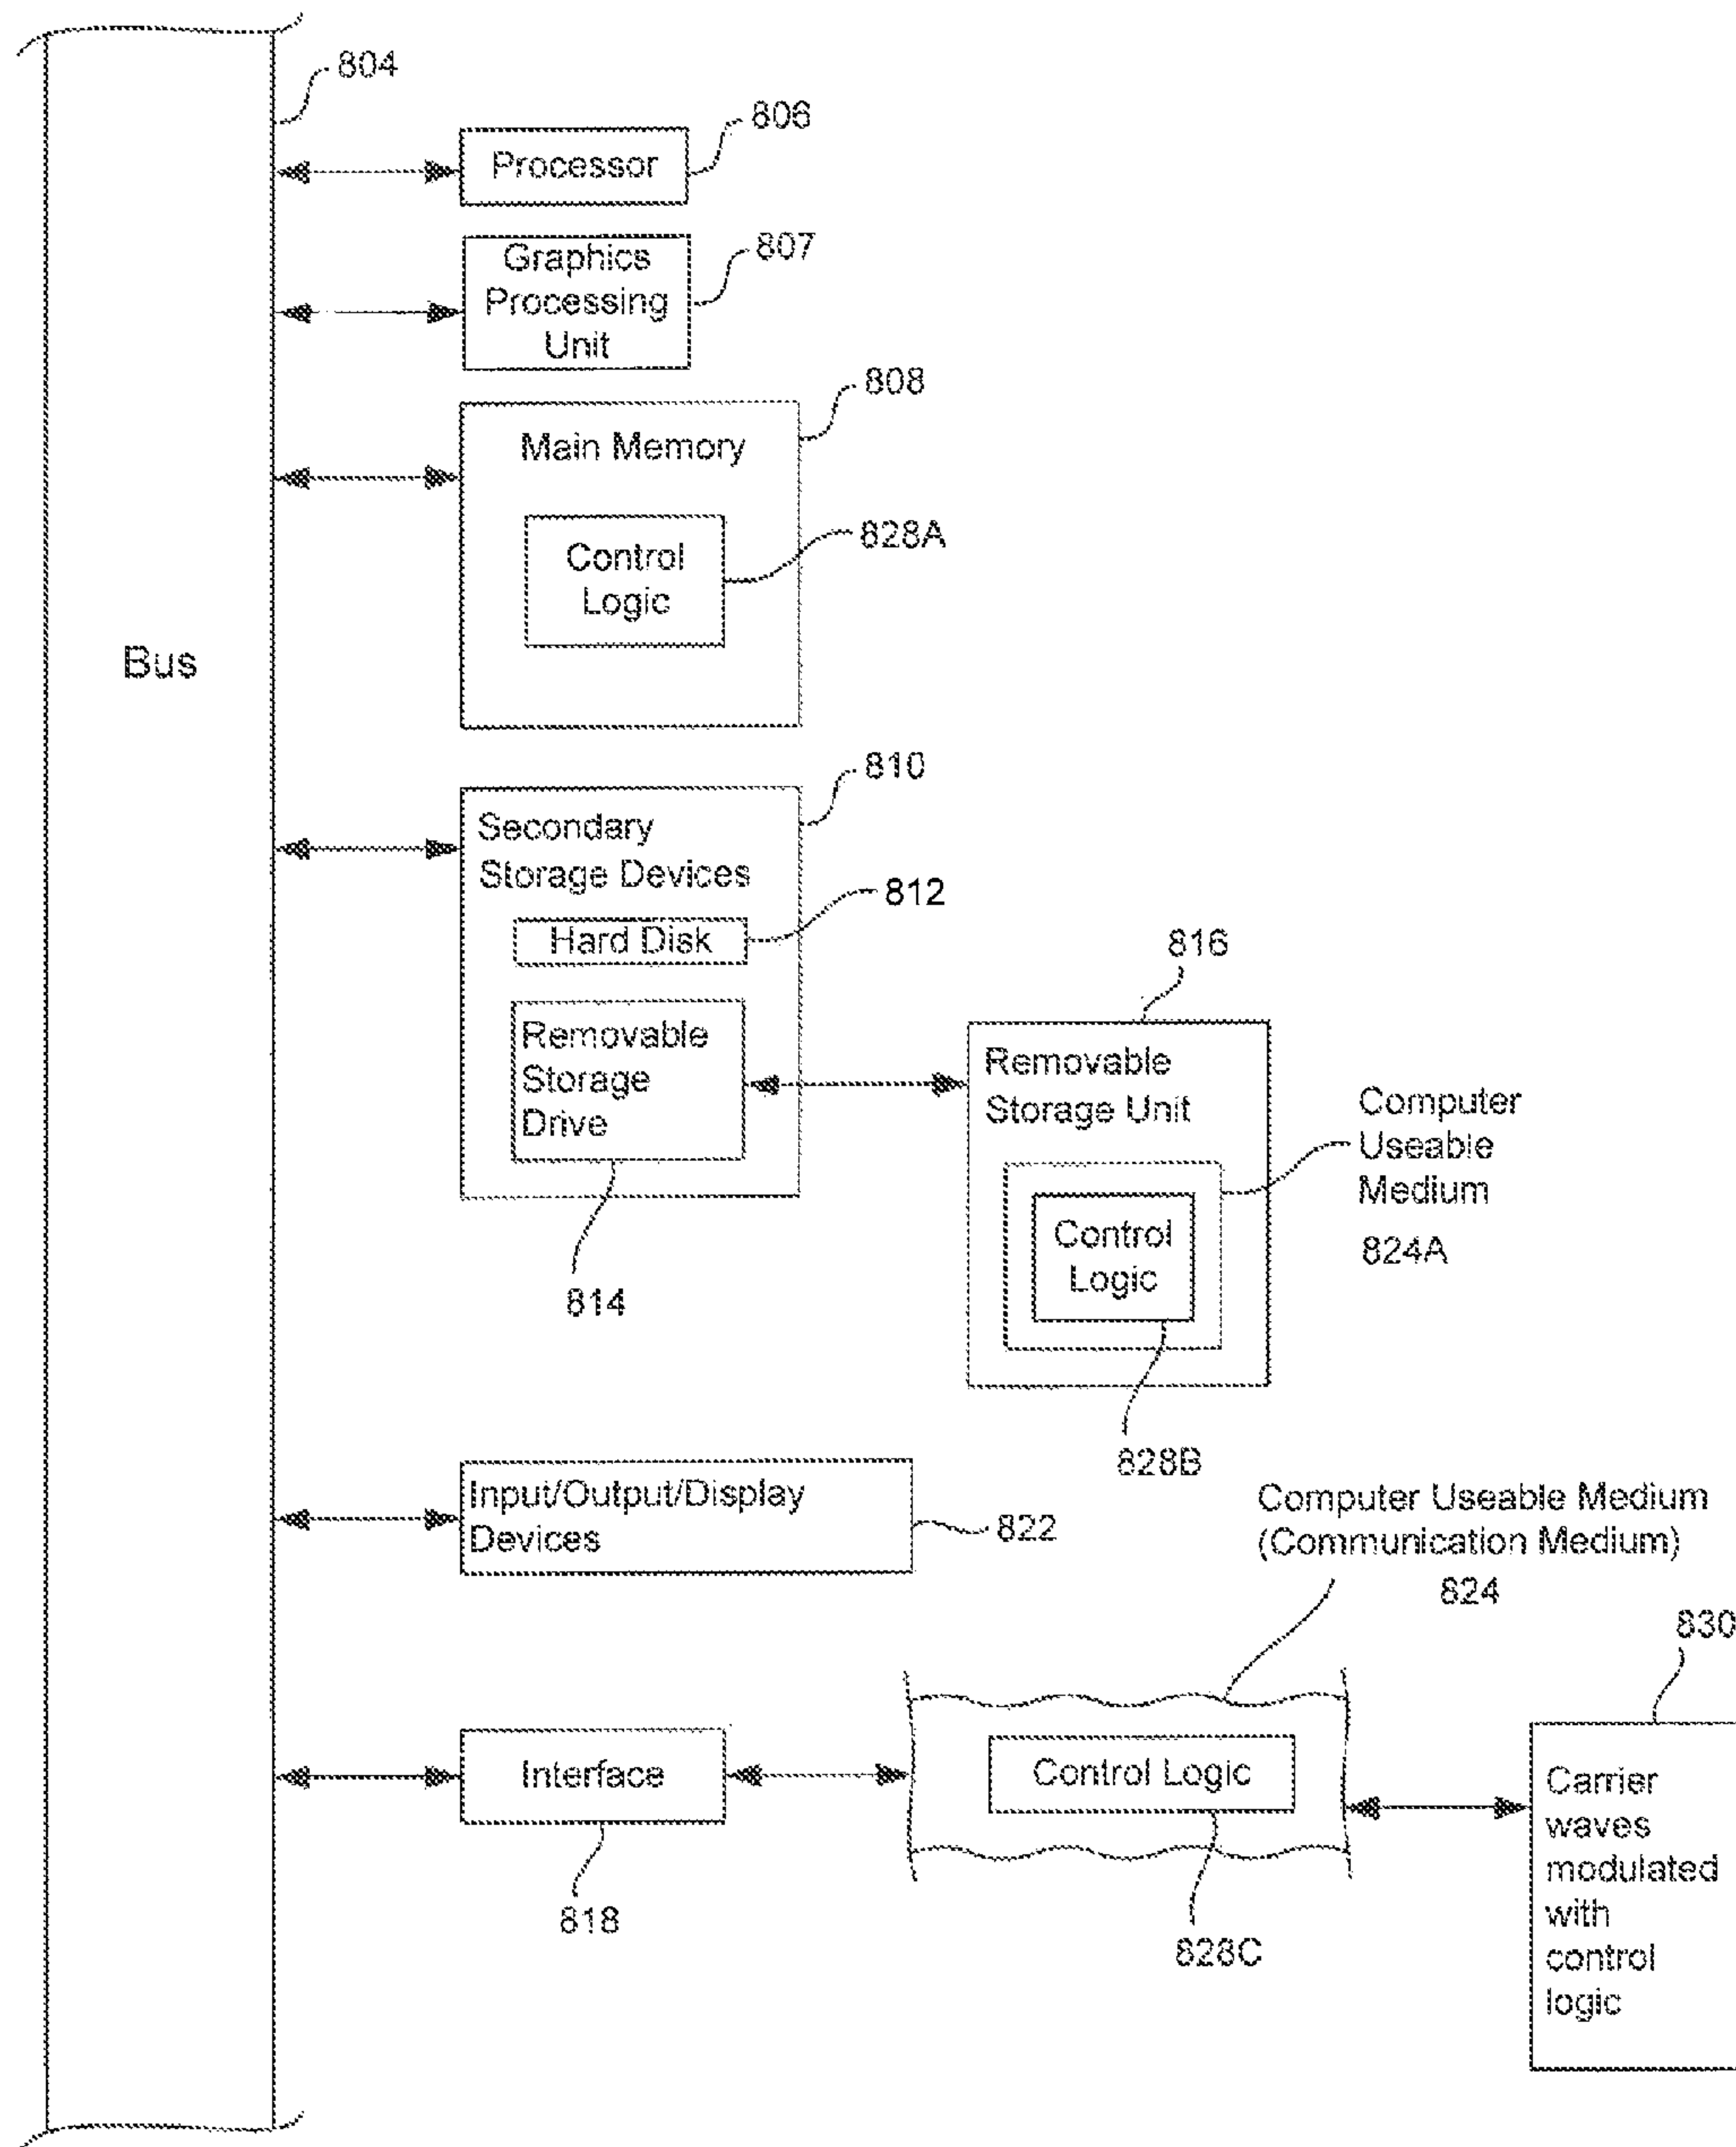 804
806
Processor
807
Graphics
Processing
Unit
808
Main Memory
828A
Control
Logic
Bus
810
Secondary
Storage Devices
812
Hard Disk
816
Removable
Storage
Drive
Removable
Storage Unit
Computer
Useable
Medium
824A
Control
Logic
814
828B
Input/Output/Display
Devices
822
Computer Useable Medium
(Communication Medium)
824
830
Interface
Control Logic
Carrier
waves
modulated
with
control
logic
818
828C